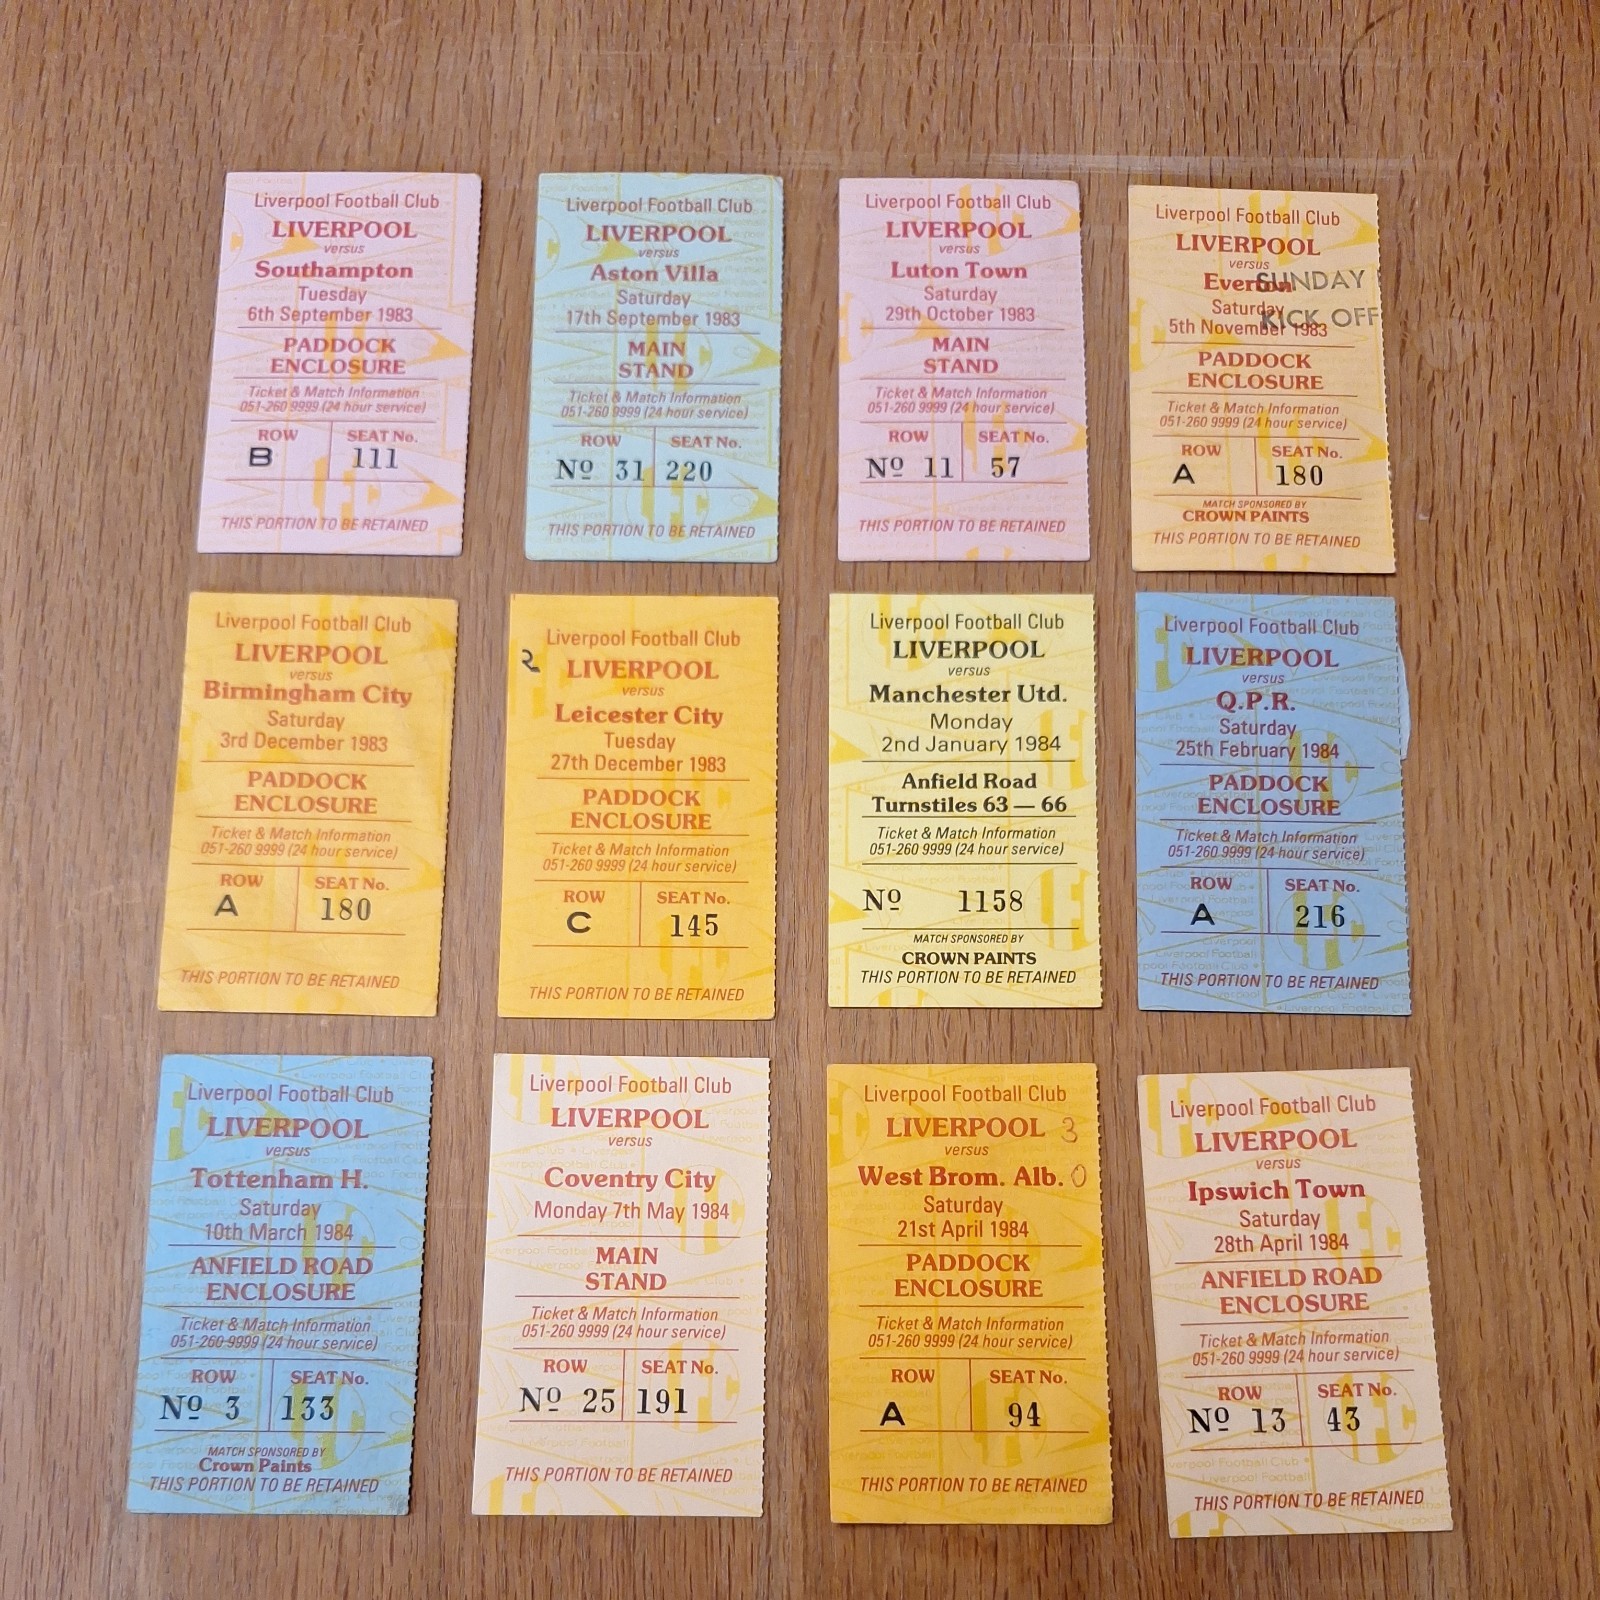 Liverpool Football Club
LIVERPOOL
versus
Southampton
Tuesday
6th September 1983
PADDOCK
ENCLOSURE
Ticket & Match Information
051-260 9999 (24 hour service)
ROW SEAT No.
B 111
THIS PORTION TO BE RETAINED
Liverpool Football Club
LIVERPOOL
versus
Aston Villa
Saturday
17th September 1983
MAIN
STAND
Ticket & Match Information
051-260 9999 (24 hour service)
ROW SEAT No.
Nº 31 220
THIS PORTION TO BE RETAINED
Liverpool Football Club
LIVERPOOL
versus
Luton Town
Saturday
29th October 1983
MAIN
STAND
Ticket & Match Information
051-260 9999 (24 hour service)
ROW SEAT No.
Nº 11 57
THIS PORTION TO BE RETAINED
Liverpool Football Club
LIVERPOOL
versus
Everton
SUNDAY
Saturday
KICK OFF
5th November 1983
PADDOCK
ENCLOSURE
Ticket & Match Information
051-260 9999 (24 hour service)
ROW SEAT No.
A 180
MATCH SPONSORED BY
CROWN PAINTS
THIS PORTION TO BE RETAINED
Liverpool Football Club
LIVERPOOL
versus
Birmingham City
Saturday
3rd December 1983
PADDOCK
ENCLOSURE
Ticket & Match Information
051-260 9999 (24 hour service)
ROW SEAT No.
A 180
THIS PORTION TO BE RETAINED
Liverpool Football Club
2 LIVERPOOL
versus
Leicester City
Tuesday
27th December 1983
PADDOCK
ENCLOSURE
Ticket & Match Information
051-260 9999 (24 hour service)
ROW SEAT No.
C 145
THIS PORTION TO BE RETAINED
Liverpool Football Club
LIVERPOOL
versus
Manchester Utd.
Monday
2nd January 1984
Anfield Road
Turnstiles 63 — 66
Ticket & Match Information
051-260 9999 (24 hour service)
Nº 1158
MATCH SPONSORED BY
CROWN PAINTS
THIS PORTION TO BE RETAINED
Liverpool Football Club
LIVERPOOL
versus
Q.P.R.
Saturday
25th February 1984
PADDOCK
ENCLOSURE
Ticket & Match Information
051-260 9999 (24 hour service)
ROW SEAT No.
A 216
THIS PORTION TO BE RETAINED
Liverpool Football Club
LIVERPOOL
versus
Tottenham H.
Saturday
10th March 1984
ANFIELD ROAD
ENCLOSURE
Ticket & Match Information
051-260 9999 (24 hour service)
ROW SEAT No.
Nº 3 133
MATCH SPONSORED BY
Crown Paints
THIS PORTION TO BE RETAINED
Liverpool Football Club
LIVERPOOL
versus
Coventry City
Monday 7th May 1984
MAIN
STAND
Ticket & Match Information
051-260 9999 (24 hour service)
ROW SEAT No.
Nº 25 191
THIS PORTION TO BE RETAINED
Liverpool Football Club
LIVERPOOL 3
versus
West Brom. Alb. 0
Saturday
21st April 1984
PADDOCK
ENCLOSURE
Ticket & Match Information
051-260 9999 (24 hour service)
ROW SEAT No.
A 94
THIS PORTION TO BE RETAINED
Liverpool Football Club
LIVERPOOL
versus
Ipswich Town
Saturday
28th April 1984
ANFIELD ROAD
ENCLOSURE
Ticket & Match Information
051-260 9999 (24 hour service)
ROW SEAT No.
Nº 13 43
THIS PORTION TO BE RETAINED